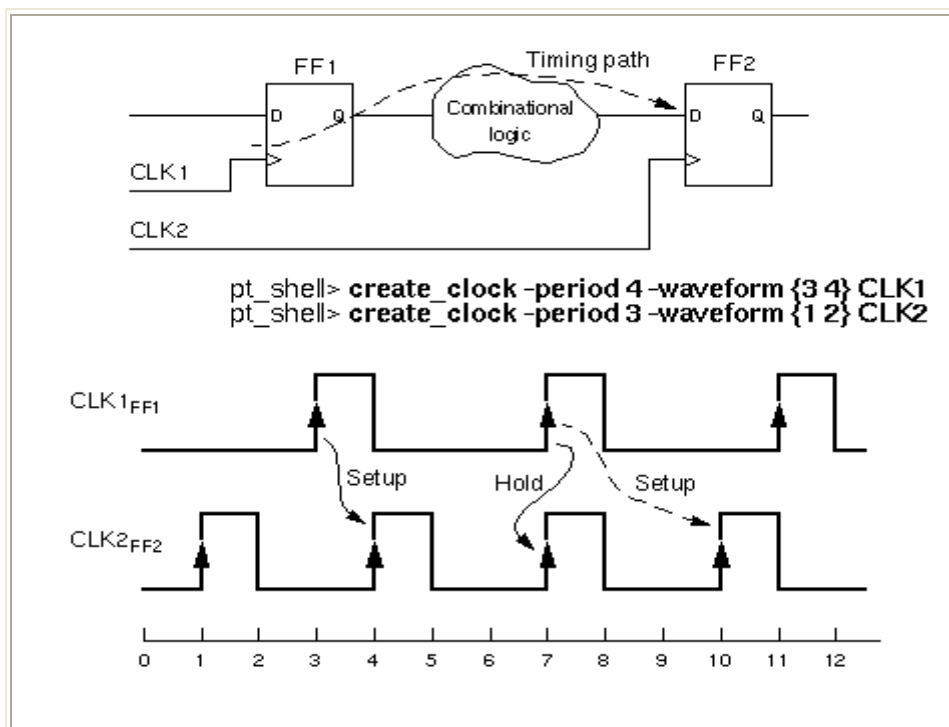 FF1
Timing path
FF2
D Q
Combinational
logic
D Q
CLK1
CLK2
pt_shell> create_clock -period 4 -waveform {3 4} CLK1
pt_shell> create_clock -period 3 -waveform {1 2} CLK2
CLK1FF1
Setup
Hold
Setup
CLK2FF2
0 1 2 3 4 5 6 7 8 9 10 11 12